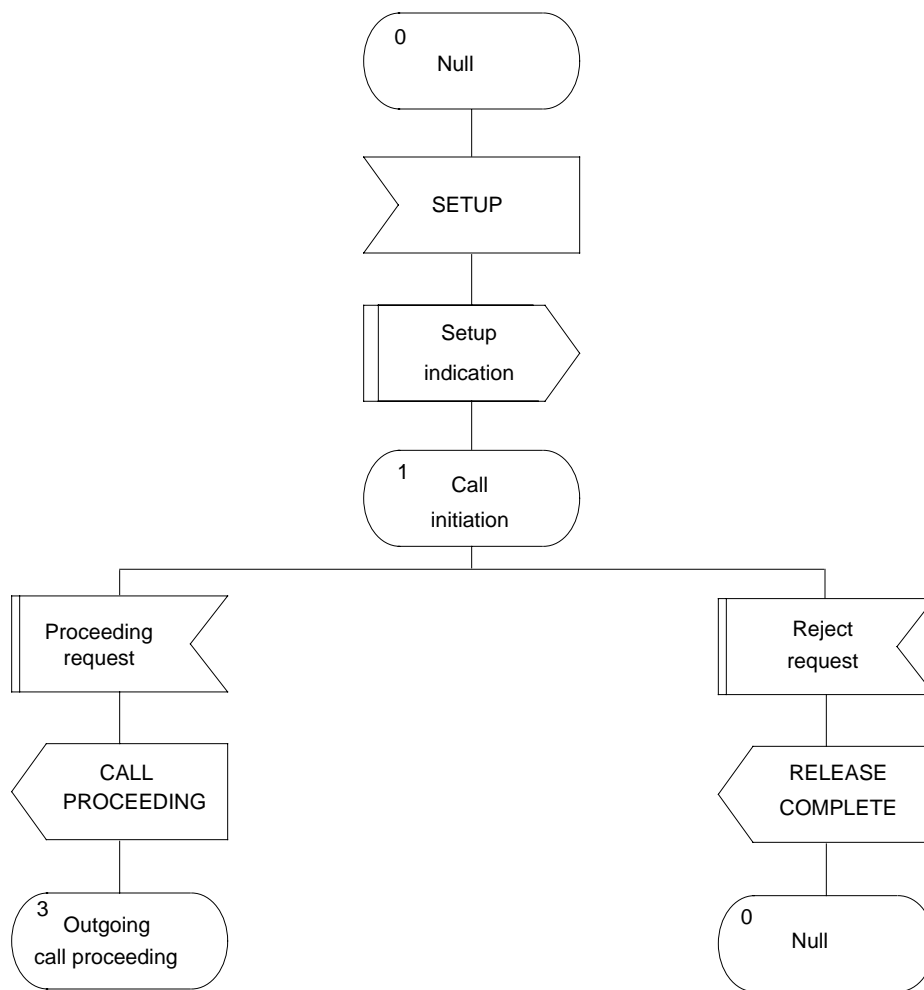 0
Null
SETUP
Setup
indication
1
Call
initiation
Proceeding
request
Reject
request
CALL
PROCEEDING
RELEASE
COMPLETE
3
Outgoing
call proceeding
0
Null